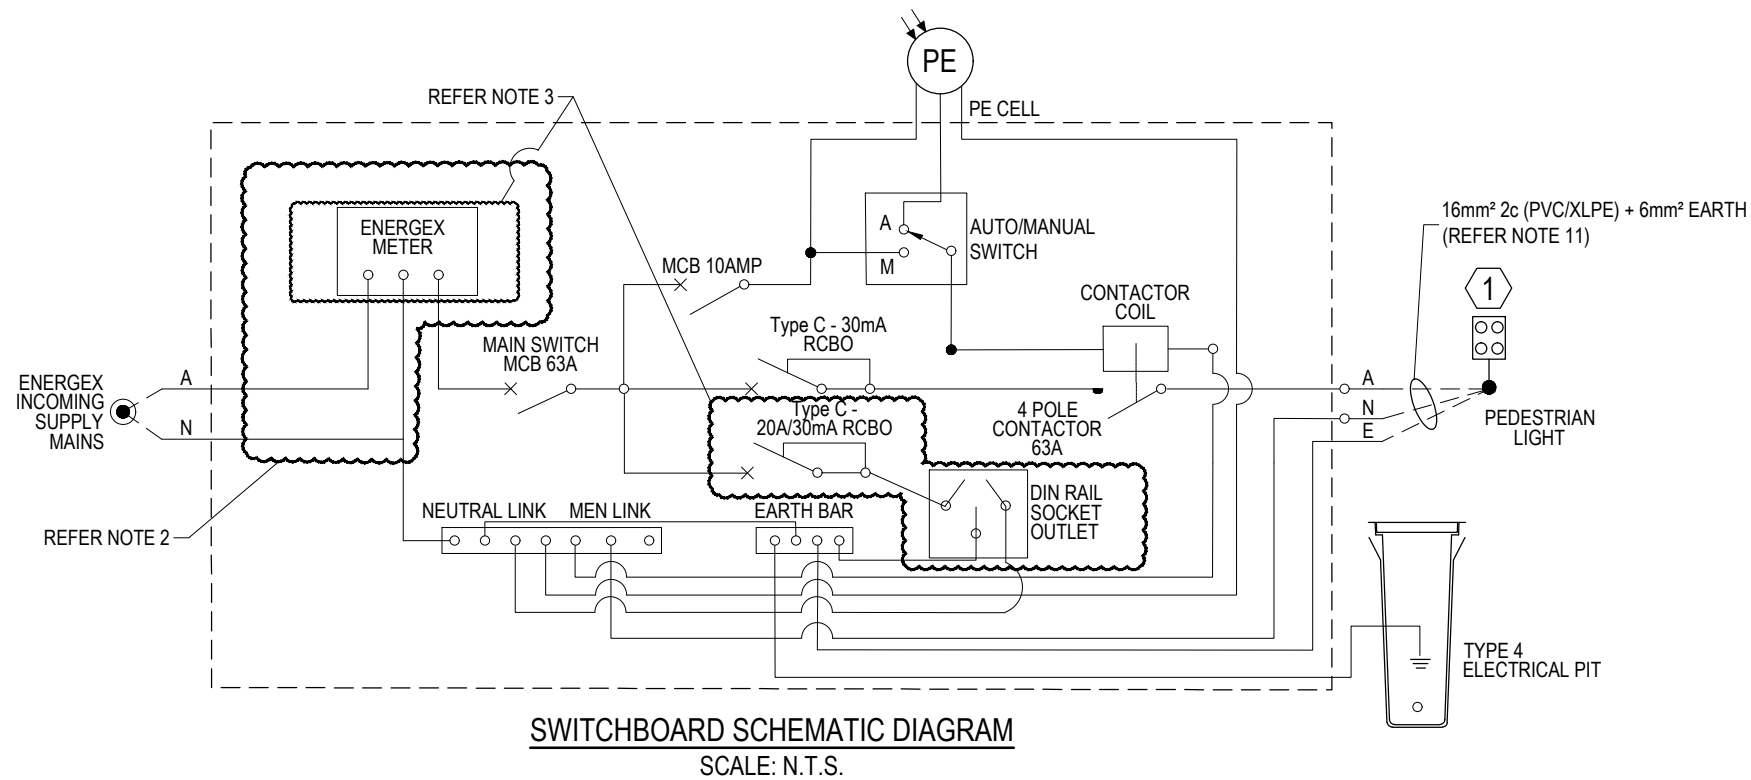 PE
PE CELL
REFER NOTE 3
ENERGEX
METER
A
M
AUTO/MANUAL
SWITCH
16mm² 2c (PVC/XLPE) + 6mm² EARTH
(REFER NOTE 11)
1
MCB 10AMP
CONTACTOR
COIL
Type C - 30mA
RCBO
MAIN SWITCH
MCB 63A
ENERGEX
INCOMING
SUPPLY
MAINS
A
N
Type C -
20A/30mA RCBO
4 POLE
CONTACTOR
63A
A
N
E
PEDESTRIAN
LIGHT
REFER NOTE 2
NEUTRAL LINK
MEN LINK
EARTH BAR
DIN RAIL
SOCKET
OUTLET
TYPE 4
ELECTRICAL PIT
SWITCHBOARD SCHEMATIC DIAGRAM
SCALE: N.T.S.